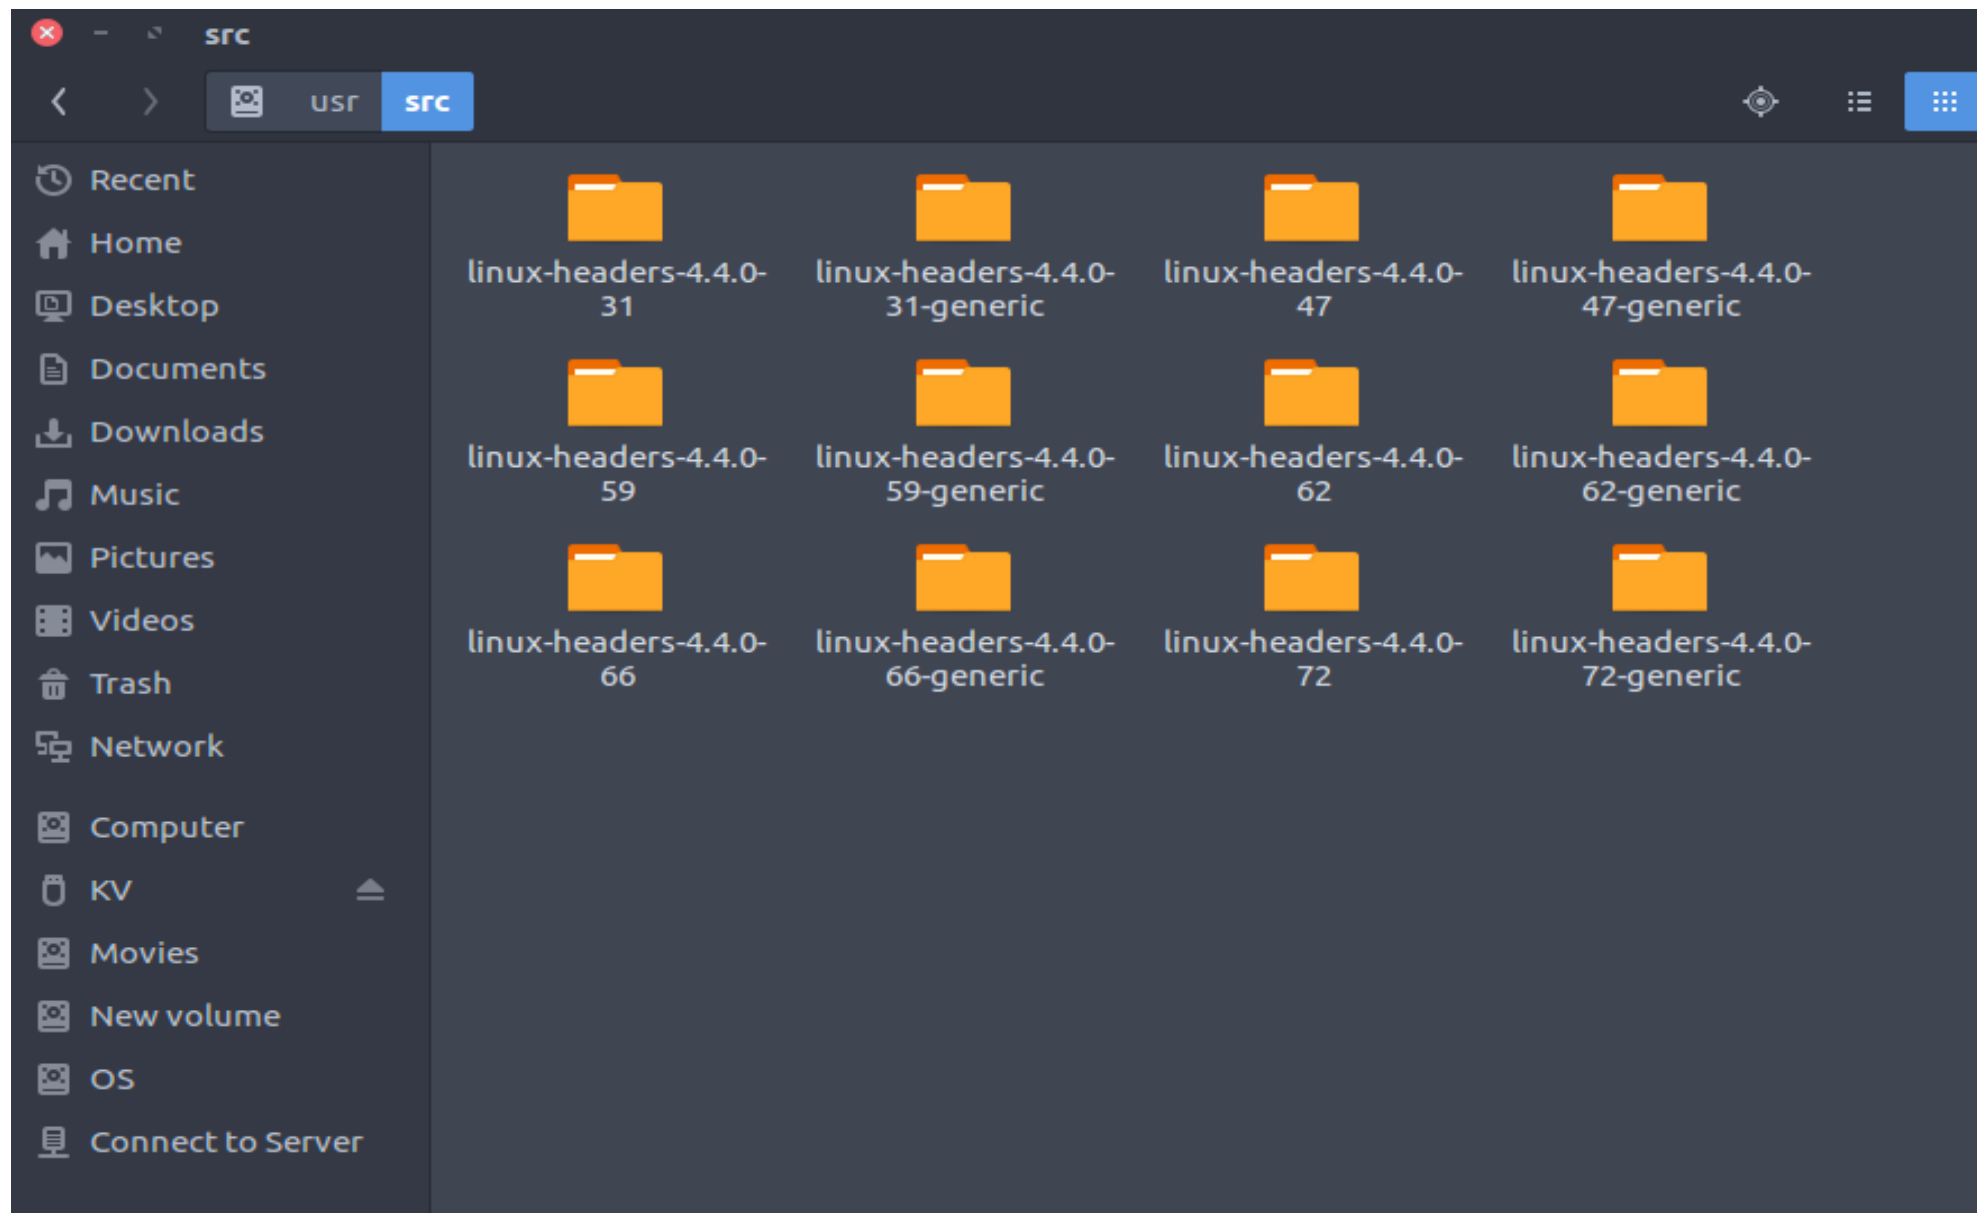 src
usr src
Recent
Home
Desktop
Documents
Downloads
Music
Pictures
Videos
Trash
Network
Computer
KV
Movies
New volume
OS
Connect to Server
linux-headers-4.4.0-
31
linux-headers-4.4.0-
31-generic
linux-headers-4.4.0-
47
linux-headers-4.4.0-
47-generic
linux-headers-4.4.0-
59
linux-headers-4.4.0-
59-generic
linux-headers-4.4.0-
62
linux-headers-4.4.0-
62-generic
linux-headers-4.4.0-
66
linux-headers-4.4.0-
66-generic
linux-headers-4.4.0-
72
linux-headers-4.4.0-
72-generic